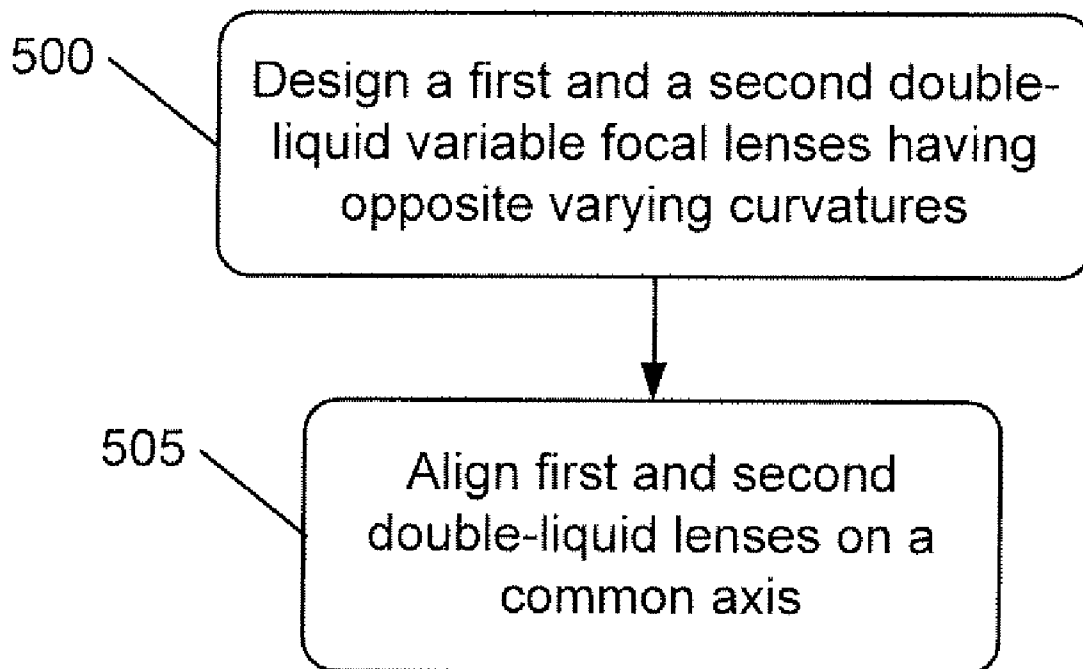 500
Design a first and a second double-
liquid variable focal lenses having
opposite varying curvatures
505
Align first and second
double-liquid lenses on a
common axis